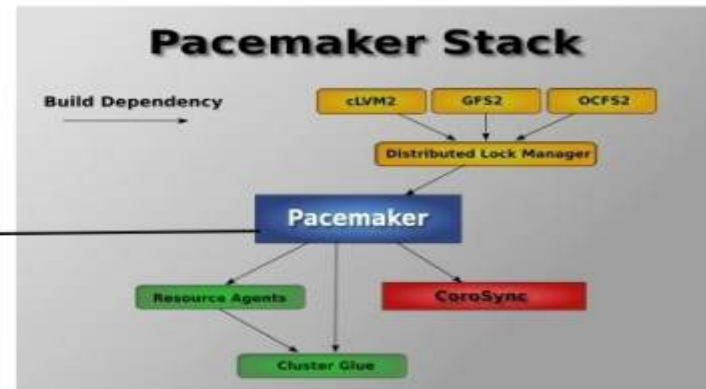 Pacemaker Stack
Build Dependency
cLVM2
GFS2
OCFS2
Distributed Lock Manager
Pacemaker
Resource Agents
CoroSync
Cluster Glue